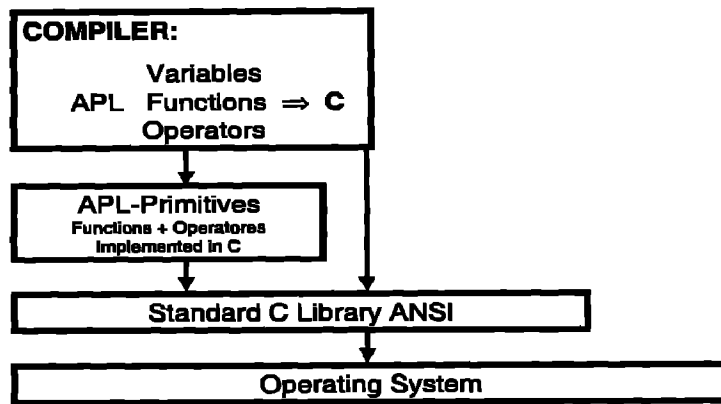 COMPILER:
Variables
APL Functions ⇒ C
Operators
APL-Primitives
Functions + Operatores
Implemented in C
Standard C Library ANSI
Operating System